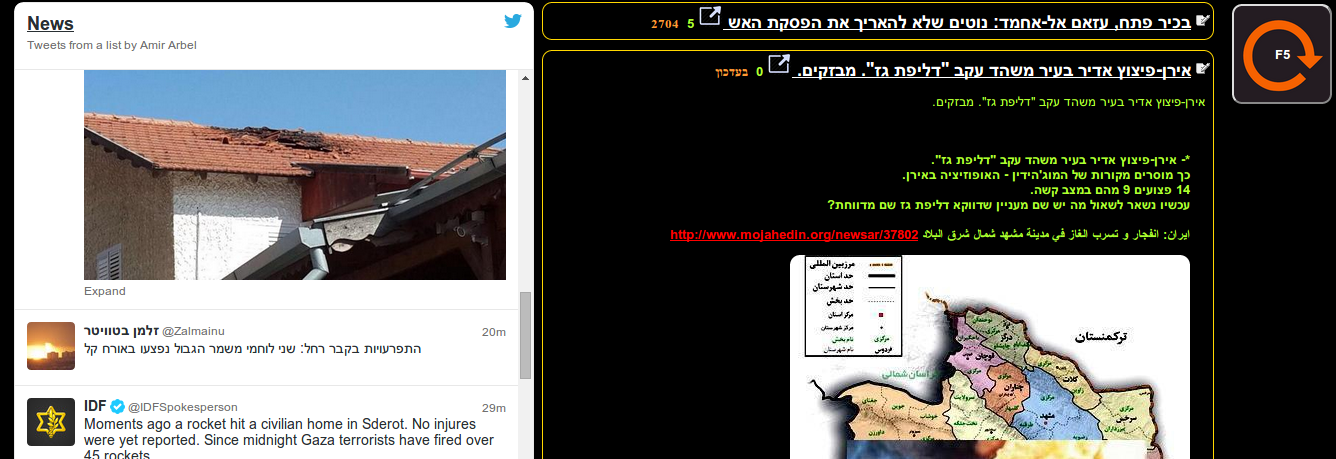 News
Tweets from a list by Amir Arbel
Expand
זלמן בטוויטר @Zalmainu 20m
התפרעויות בקבר רחל: שני לוחמי משמר הגבול נפצעו באורח קל
IDF @IDFSpokesperson 29m
Moments ago a rocket hit a civilian home in Sderot. No injuries
were yet reported. Since midnight Gaza terrorists have fired over
45 rockets
בכיר פתח, עזאם אל-אחמד: נוטים שלא להאריך את הפסקת האש 5 2704
אירן-פיצוץ אדיר בעיר משהד עקב "דליפת גז". מבזקים. 0 בעדכון
אירן-פיצוץ אדיר בעיר משהד עקב "דליפת גז". מבזקים.
*- אירן-פיצוץ אדיר בעיר משהד עקב "דליפת גז".
כך מוסרים מקורות של המוג'הידין - האופוזיציה באירן.
14 פצועים 9 מהם במצב קשה.
עכשיו נשאר לשאול מה יש שם מעניין שדווקא דליפת גז שם מדווחת?
ايران: انفجار و تسرب الغاز في مدينة مشهد شمال شرق البلاد http://www.mojahedin.org/newsar/37802
مرزبین المللی
حد استان
حد شهرستان
حد بخش
مرکز استان
مرکز شهرستان
نام بخش مرکزی
نام شهرستان فردوس
ترکمنستان
خراسان شمالی
درگز
قوچان
چناران
کلات
مشهد
سرخس
F5